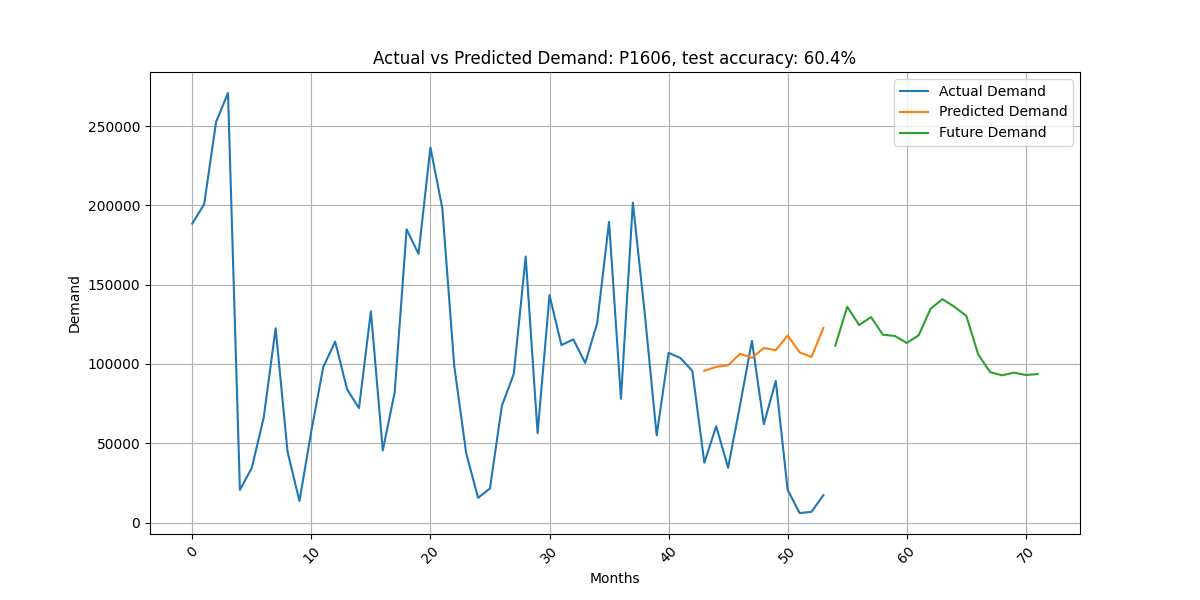 Actual vs Predicted Demand: P1606, test accuracy: 60.4%
Actual Demand
Predicted Demand
Future Demand
Demand
250000
200000
150000
100000
50000
0
0 10 20 30 40 50 60 70
Months